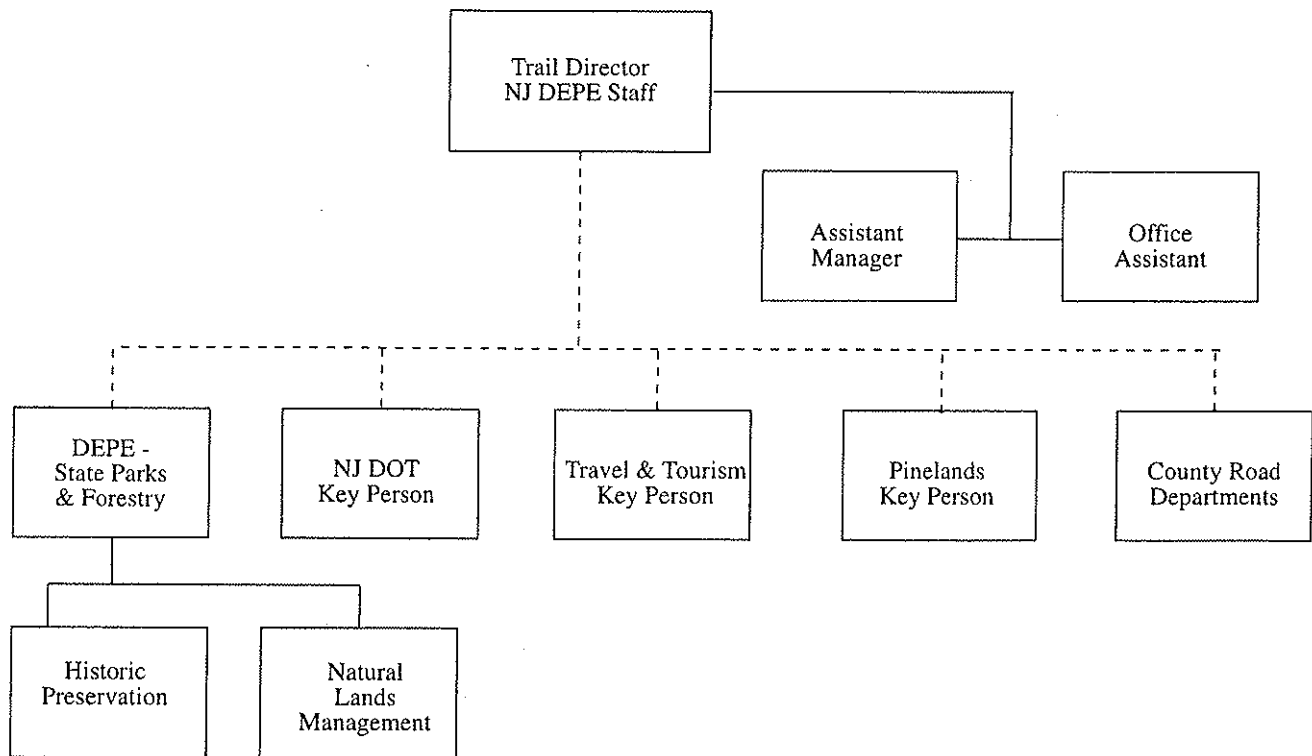 Trail Director
NJ DEPE Staff
Assistant
Manager
Office
Assistant
DEPE -
State Parks
& Forestry
NJ DOT
Key Person
Travel & Tourism
Key Person
Pinelands
Key Person
County Road
Departments
Historic
Preservation
Natural
Lands
Management